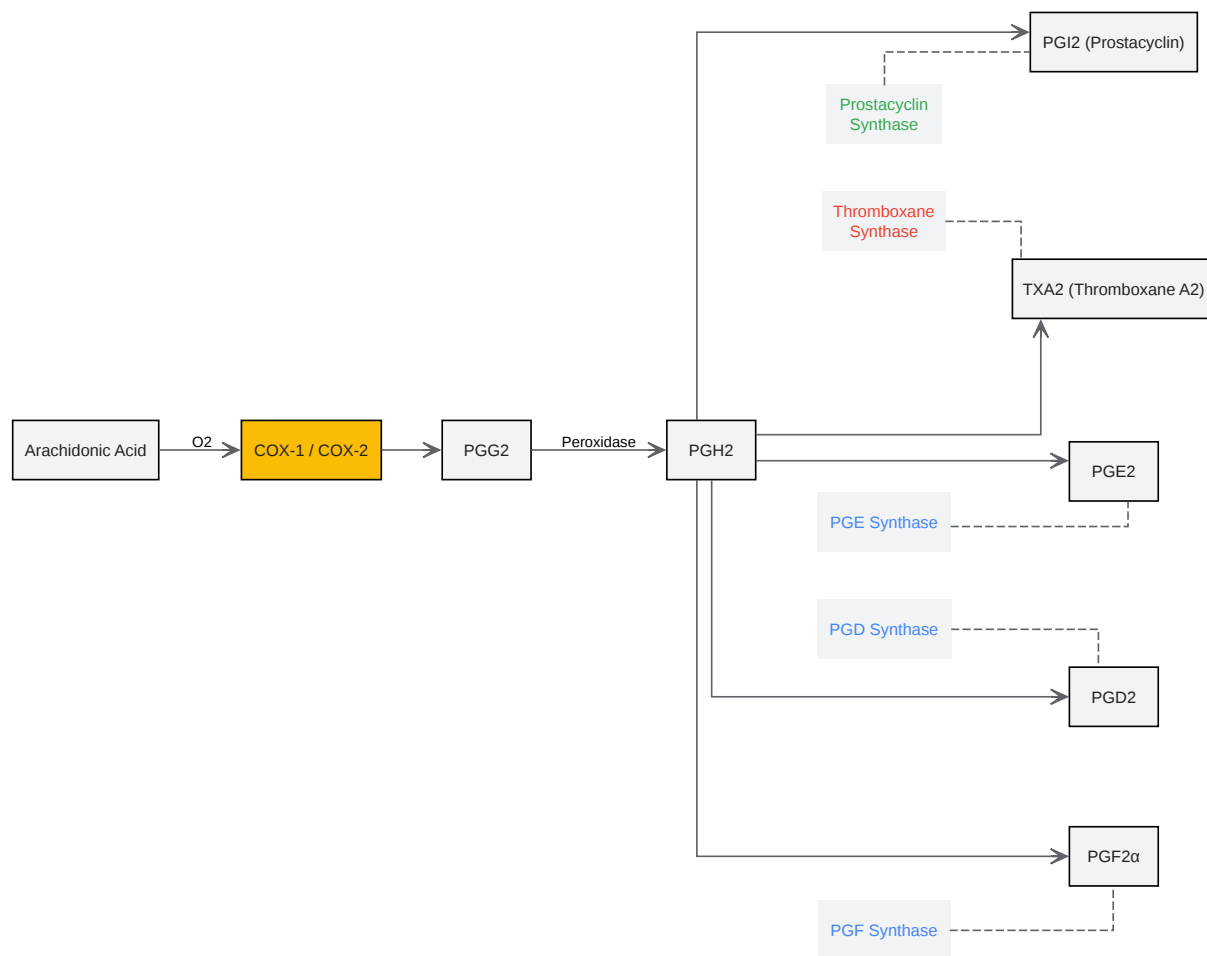 PGI2 (Prostacyclin)
Prostacyclin
Synthase
Thromboxane
Synthase
TXA2 (Thromboxane A2)
Arachidonic Acid
O2
COX-1 / COX-2
PGG2
Peroxidase
PGH2
PGE2
PGE Synthase
PGD Synthase
PGD2
PGF2α
PGF Synthase